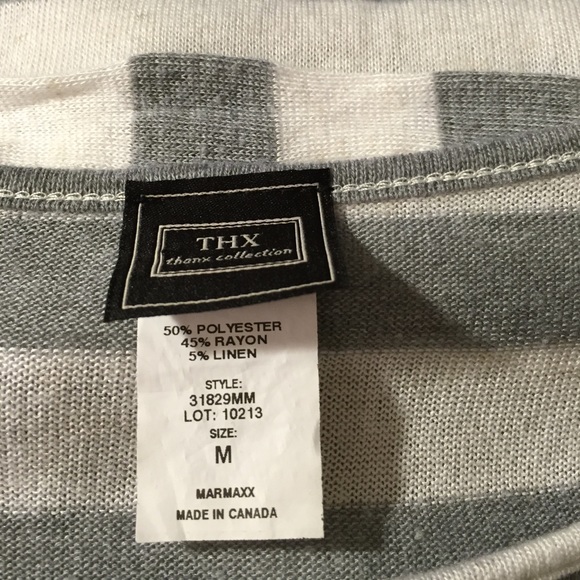 THX
thanx collection
50% POLYESTER
45% RAYON
5% LINEN
STYLE:
31829MM
LOT: 10213
SIZE:
M
MARMAXX
MADE IN CANADA